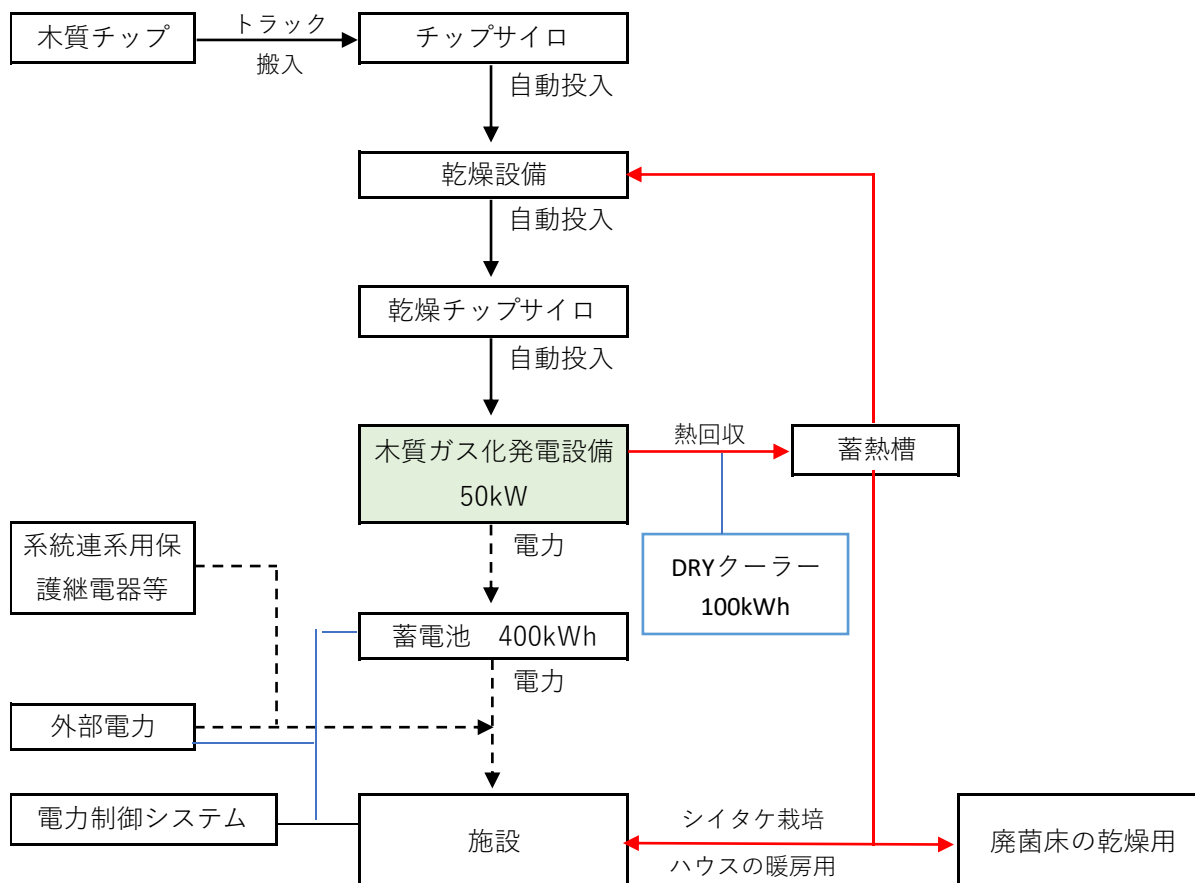 木質チップ
トラック
搬入
チップサイロ
自動投入
乾燥設備
自動投入
乾燥チップサイロ
自動投入
木質ガス化発電設備
50kW
熱回収
蓄熱槽
電力
DRYクーラー
100kWh
系統連系用保
護継電器等
蓄電池　400kWh
電力
外部電力
電力制御システム
施設
シイタケ栽培
ハウスの暖房用
廃菌床の乾燥用